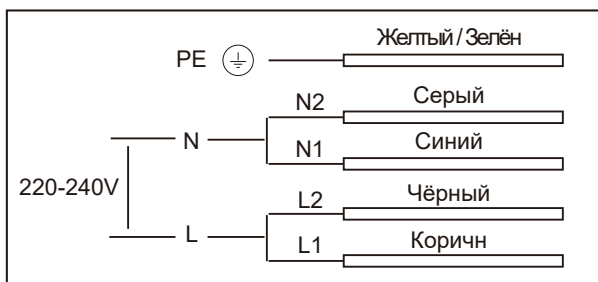 Желтый / Зелён
PE
N2 Серый
N
N1 Синий
220-240V
L2 Чёрный
L
L1 Коричн